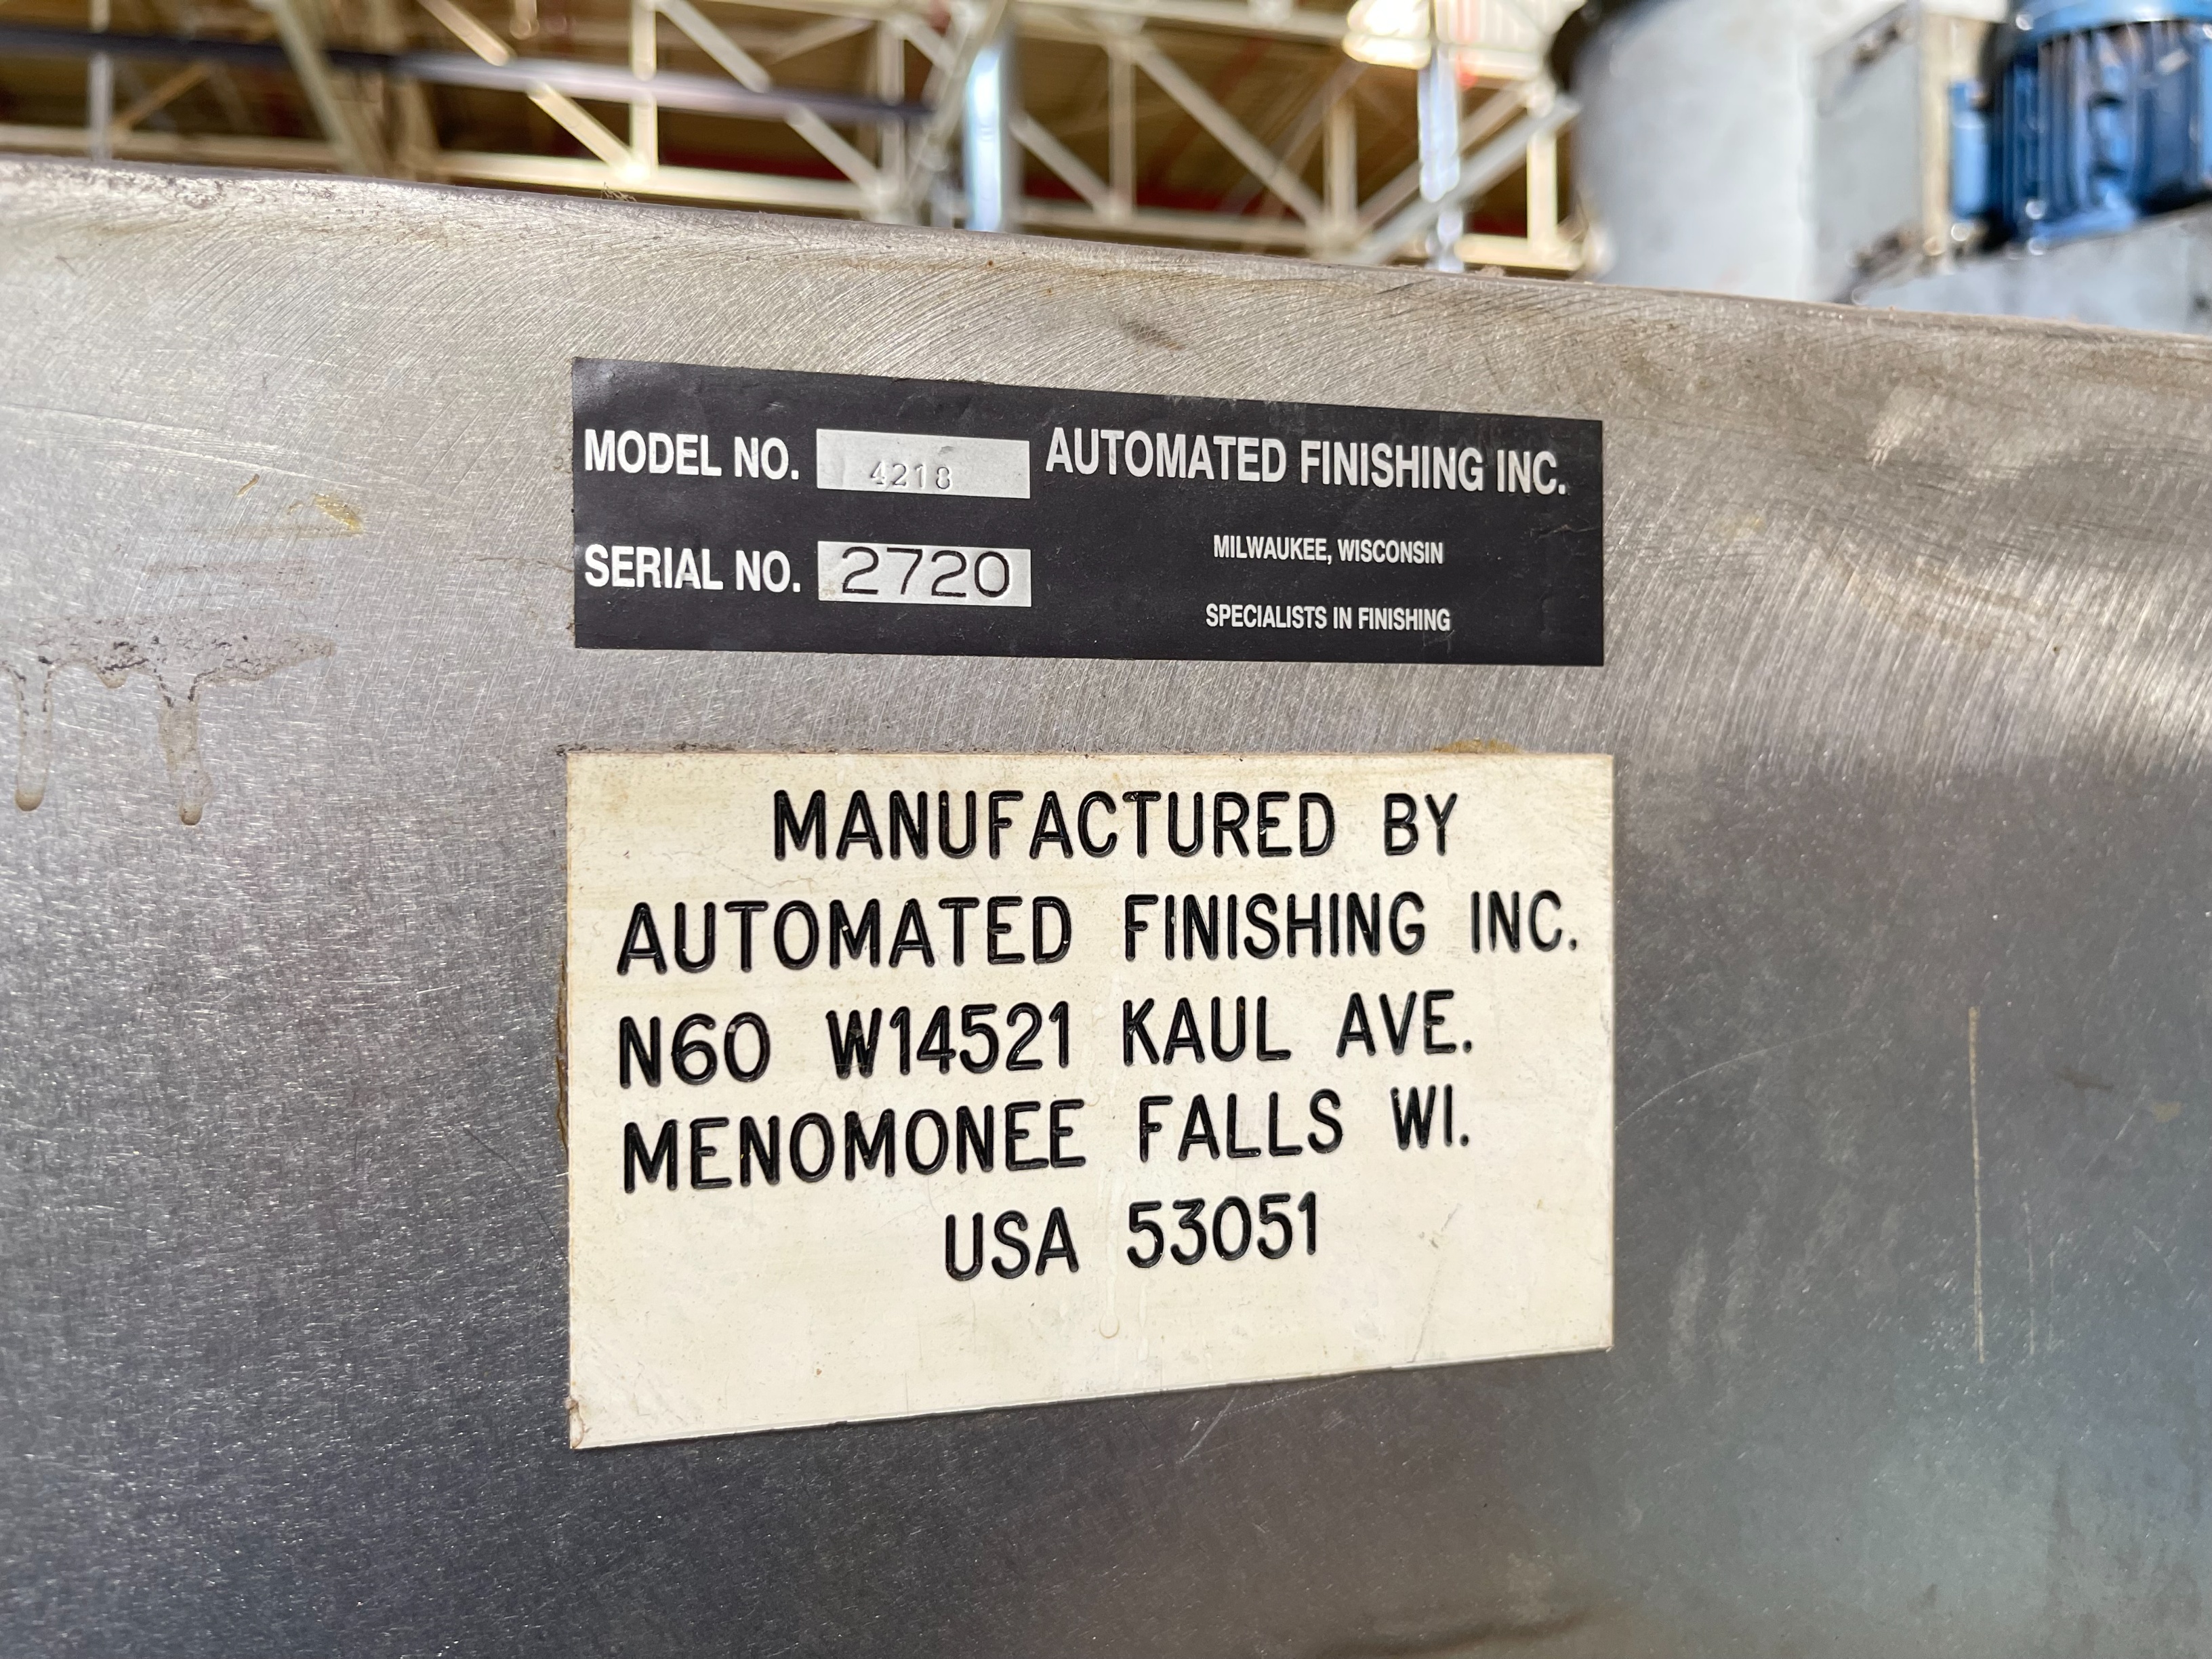 MODEL NO. 4218
SERIAL NO. 2720
AUTOMATED FINISHING INC.
MILWAUKEE, WISCONSIN
SPECIALISTS IN FINISHING
MANUFACTURED BY
AUTOMATED FINISHING INC.
N60 W14521 KAUL AVE.
MENOMONEE FALLS WI.
USA 53051